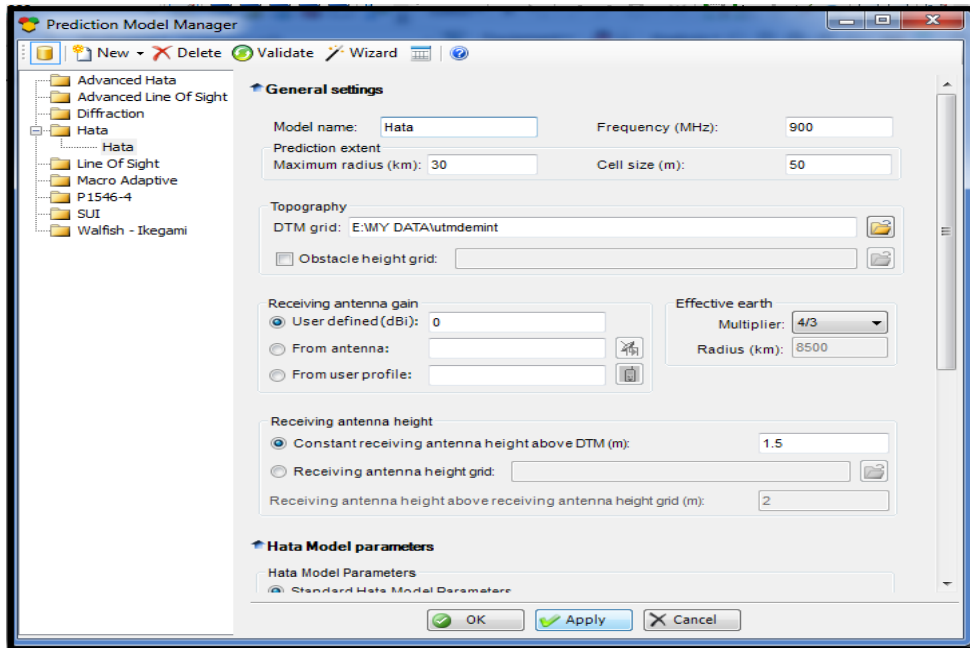 Prediction Model Manager
New Delete Validate Wizard
Advanced Hata
Advanced Line Of Sight
Diffraction
Hata
Hata
Line Of Sight
Macro Adaptive
P1546-4
SUI
Walfish - Ikegami
General settings
Model name: Hata Frequency (MHz): 900
Prediction extent
Maximum radius (km): 30 Cell size (m): 50
Topography
DTM grid: E:\MY DATA\utmdemint
Obstacle height grid:
Receiving antenna gain
User defined(dBi): 0
From antenna:
From user profile:
Effective earth
Multiplier: 4/3
Radius (km): 8500
Receiving antenna height
Constant receiving antenna height above DTM (m): 1.5
Receiving antenna height grid:
Receiving antenna height above receiving antenna height grid (m): 2
Hata Model parameters
Hata Model Parameters
Standard Hata Model Parameters
OK Apply Cancel